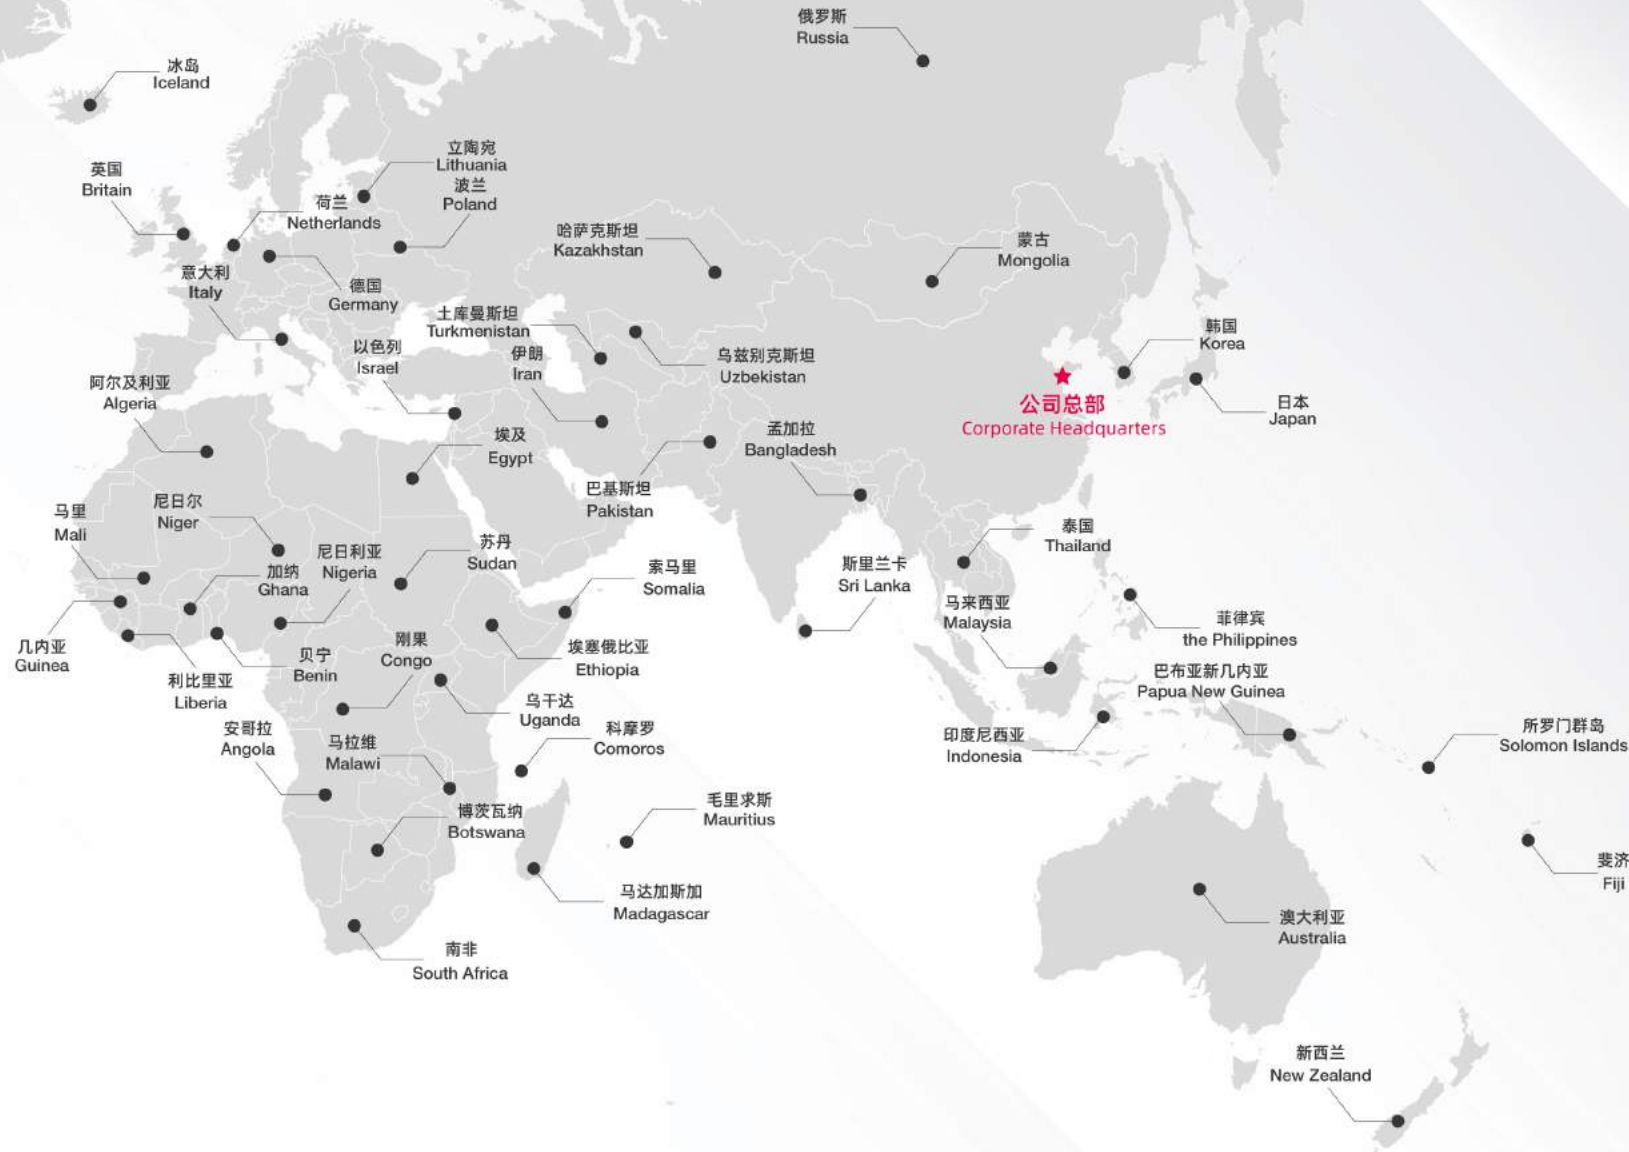 俄罗斯
Russia
冰岛
Iceland
立陶宛
Lithuania
英国
Britain
波兰
Poland
荷兰
Netherlands
哈萨克斯坦
Kazakhstan
蒙古
Mongolia
意大利
Italy
德国
Germany
土库曼斯坦
Turkmenistan
韩国
Korea
以色列
Israel
伊朗
Iran
乌兹别克斯坦
Uzbekistan
阿尔及利亚
Algeria
公司总部
Corporate Headquarters
日本
Japan
埃及
Egypt
孟加拉
Bangladesh
巴基斯坦
Pakistan
马里
Mali
尼日尔
Niger
泰国
Thailand
尼日利亚
Nigeria
苏丹
Sudan
加纳
Ghana
索马里
Somalia
斯里兰卡
Sri Lanka
马来西亚
Malaysia
菲律宾
the Philippines
几内亚
Guinea
刚果
Congo
埃塞俄比亚
Ethiopia
贝宁
Benin
利比里亚
Liberia
巴布亚新几内亚
Papua New Guinea
乌干达
Uganda
安哥拉
Angola
马拉维
Malawi
科摩罗
Comoros
印度尼西亚
Indonesia
所罗门群岛
Solomon Islands
博茨瓦纳
Botswana
毛里求斯
Mauritius
斐济
Fiji
马达加斯加
Madagascar
澳大利亚
Australia
南非
South Africa
新西兰
New Zealand